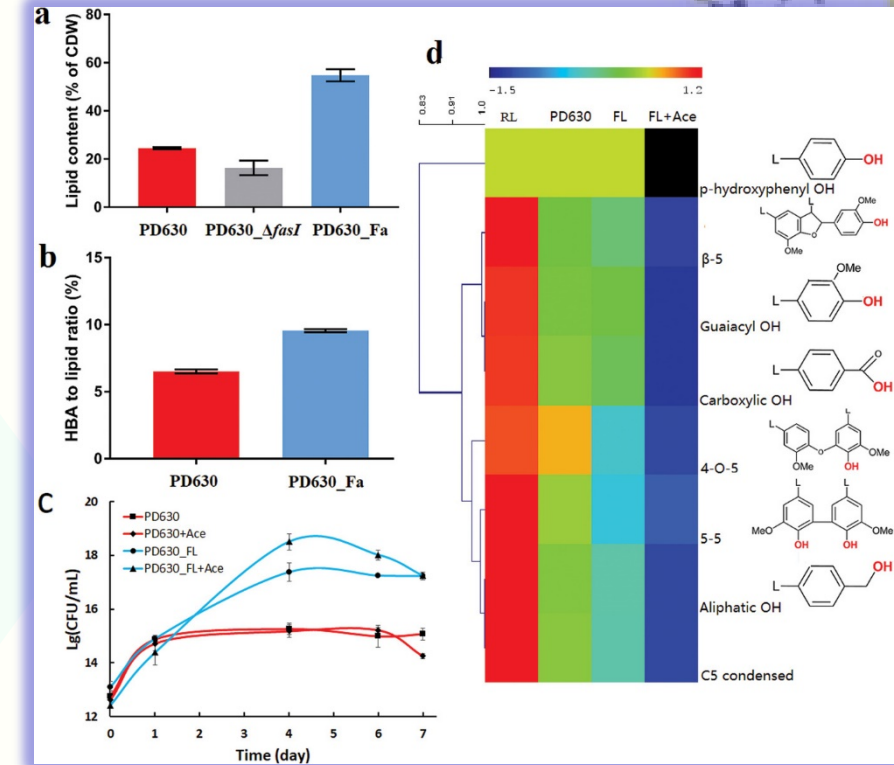 a
Lipid content (% of CDW)
80
60
40
20
0
PD630
PD630_ΔfasI
PD630_Fa
b
HBA to lipid ratio (%)
15
10
5
0
PD630
PD630_Fa
C
Lg(CFU/mL)
20
18
16
14
12
PD630
PD630+Ace
PD630_FL
PD630_FL+Ace
0 1 2 3 4 5 6 7
Time (day)
d
-1.5
1.2
0.83
0.91
1.0
RL PD630 FL FL+Ace
L
OH
p-hydroxyphenyl OH
L
L
OMe
OH
OMe
β-5
OMe
L
OH
Guaiacyl OH
L
O
OH
Carboxylic OH
L
L
O
OMe
OMe
OH
4-O-5
L
L
MeO
OMe
OH
OH
5-5
OH
L
Aliphatic OH
C5 condensed